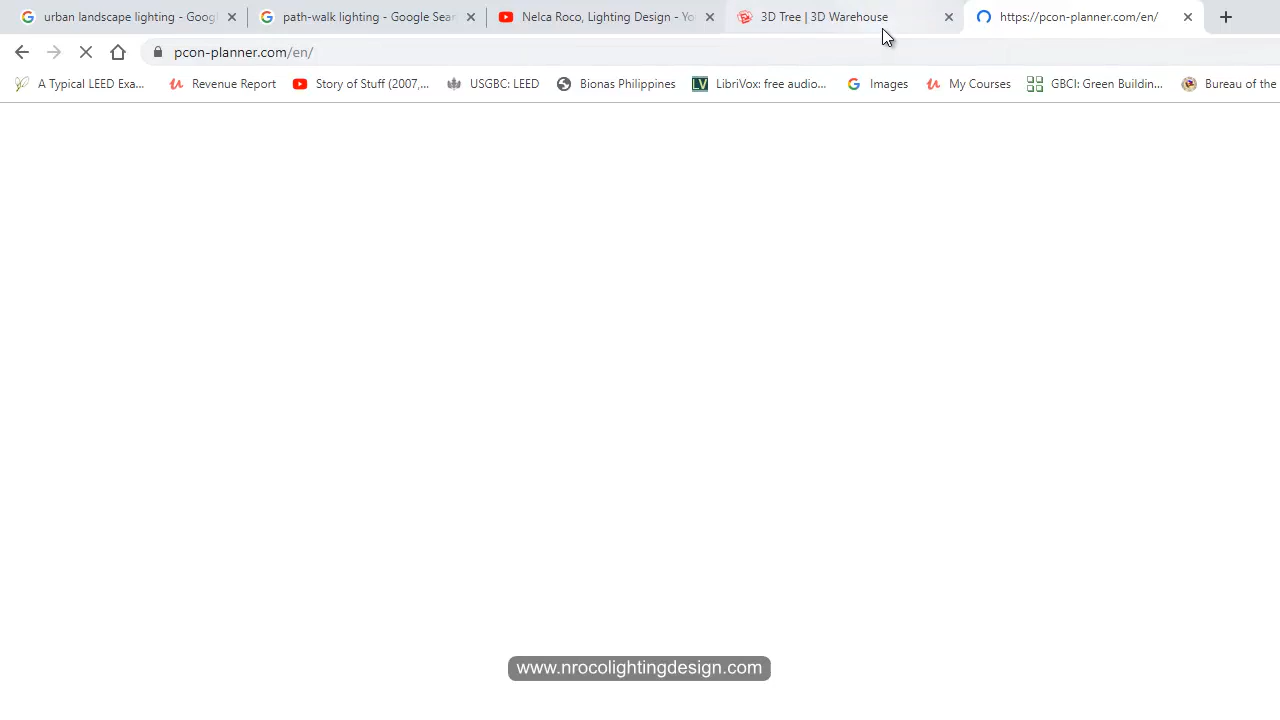 urban landscape lighting - Goog
path-walk lighting - Google Sear
Nelca Roco, Lighting Design - Yo
3D Tree | 3D Warehouse
https://pcon-planner.com/en/
pcon-planner.com/en/
A Typical LEED Exa...
Revenue Report
Story of Stuff (2007,...
USGBC: LEED
Bionas Philippines
LibriVox: free audio...
Images
My Courses
GBCI: Green Buildin...
Bureau of the
www.nrocolightingdesign.com